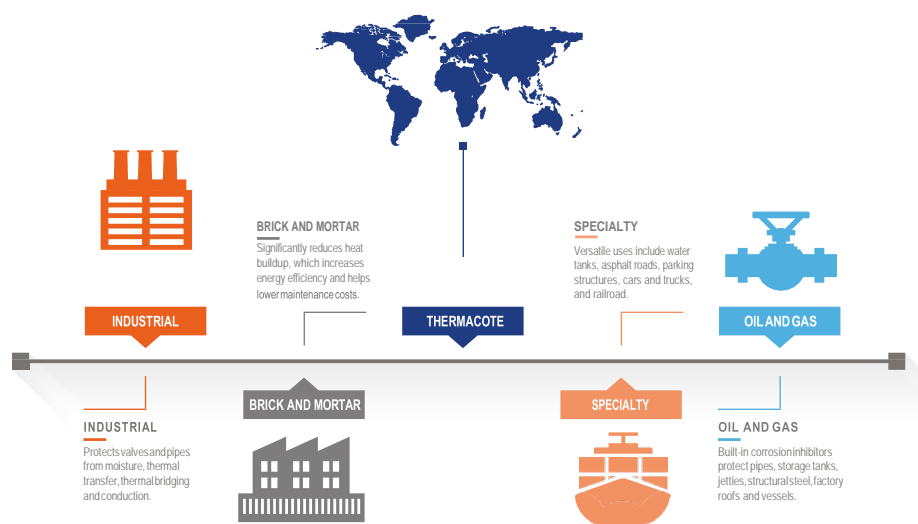 BRICK AND MORTAR
Significantly reduces heat
buildup, which increases
energy efficiency and helps
lower maintenance costs.
SPECIALTY
Versatile uses include water
tanks, asphalt roads, parking
structures, cars and trucks,
and railroad.
INDUSTRIAL
THERMACOTE
OIL AND GAS
BRICK AND MORTAR
SPECIALTY
INDUSTRIAL
Protects valves and pipes
from moisture, thermal
transfer, thermal bridging
and conduction.
OIL AND GAS
Built-in corrosion inhibitors
protect pipes, storage tanks,
jetties, structural steel, factory
roofs and vessels.